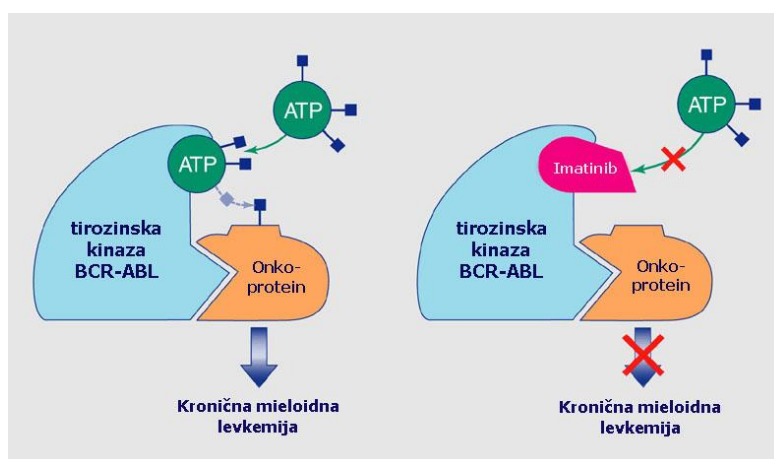 ATP
ATP
tirozinska
kinaza
BCR-ABL
Onko-
protein
Kronična mieloidna
levkemija
ATP
Imatinib
tirozinska
kinaza
BCR-ABL
Onko-
protein
Kronična mieloidna
levkemija